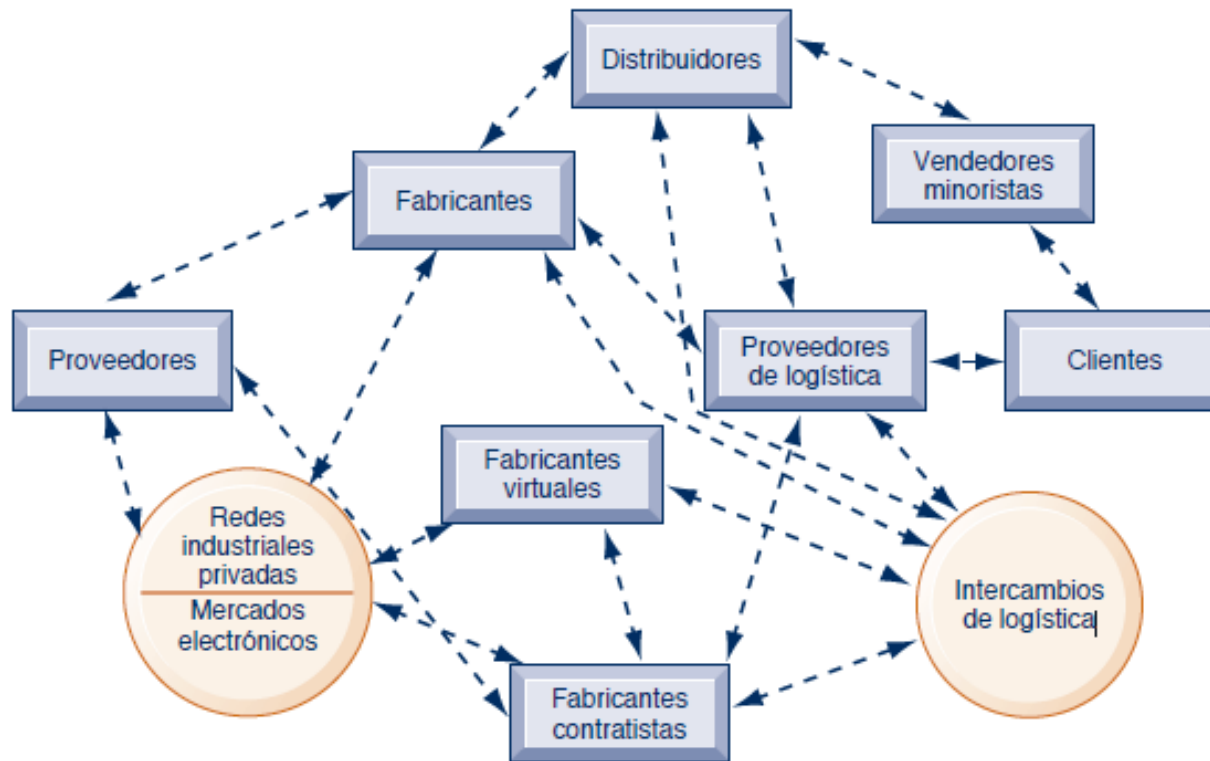 Distribuidores
Vendedores
minoristas
Fabricantes
Proveedores
Proveedores
de logística
Clientes
Fabricantes
virtuales
Redes
industriales
privadas
Mercados
electrónicos
Intercambios
de logística
Fabricantes
contratistas